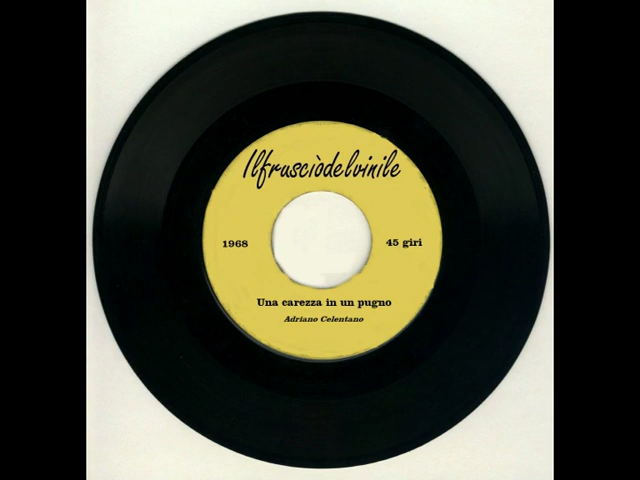 Ilfrusciòdelvinile
1968
45 giri
Una carezza in un pugno
Adriano Celentano